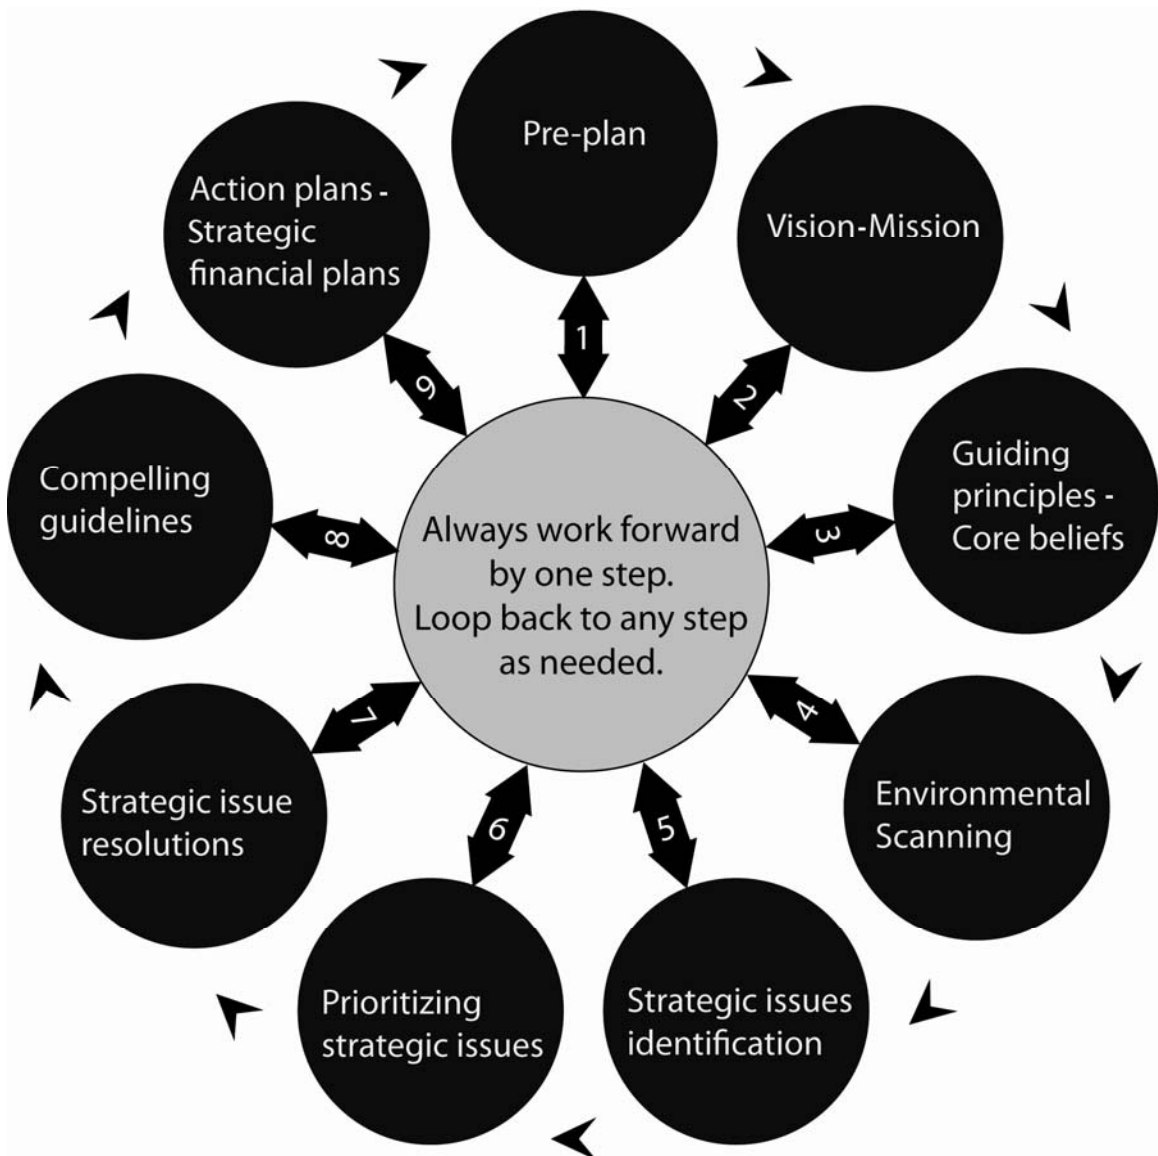 Pre-plan
1
Vision-Mission
2
Guiding
principles -
Core beliefs
3
Environmental
Scanning
4
Strategic issues
identification
5
Prioritizing
strategic issues
6
Strategic issue
resolutions
7
Compelling
guidelines
8
Action plans -
Strategic
financial plans
9
Always work forward
by one step.
Loop back to any step
as needed.